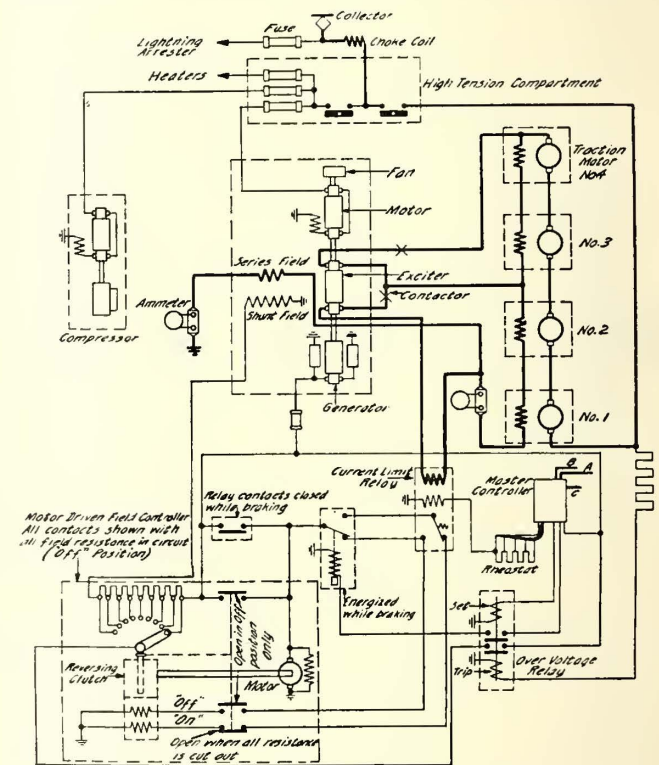 Collector
Fuse
Lightning
Arrester
Choke Coil
Heaters
High Tension Compartment
Traction
Motor
No.4
Fan
Motor
No.3
Series Field
Exciter
Contactor
Ammeter
Shunt Field
Compressor
No.2
Generator
No.1
Current Limit
Relay
Master
Controller
B
A
C
Relay contacts closed
while braking
Motor Driven Field Controller
All contacts shown with
all field resistance in circuit
("Off" Position)
Rheostat
Energized
while braking
Set
Open in Off
position
only
Reversing
Clutch
Motor
Over Voltage
Relay
Trip
"Off"
"On"
Open when all resistance
is cut out